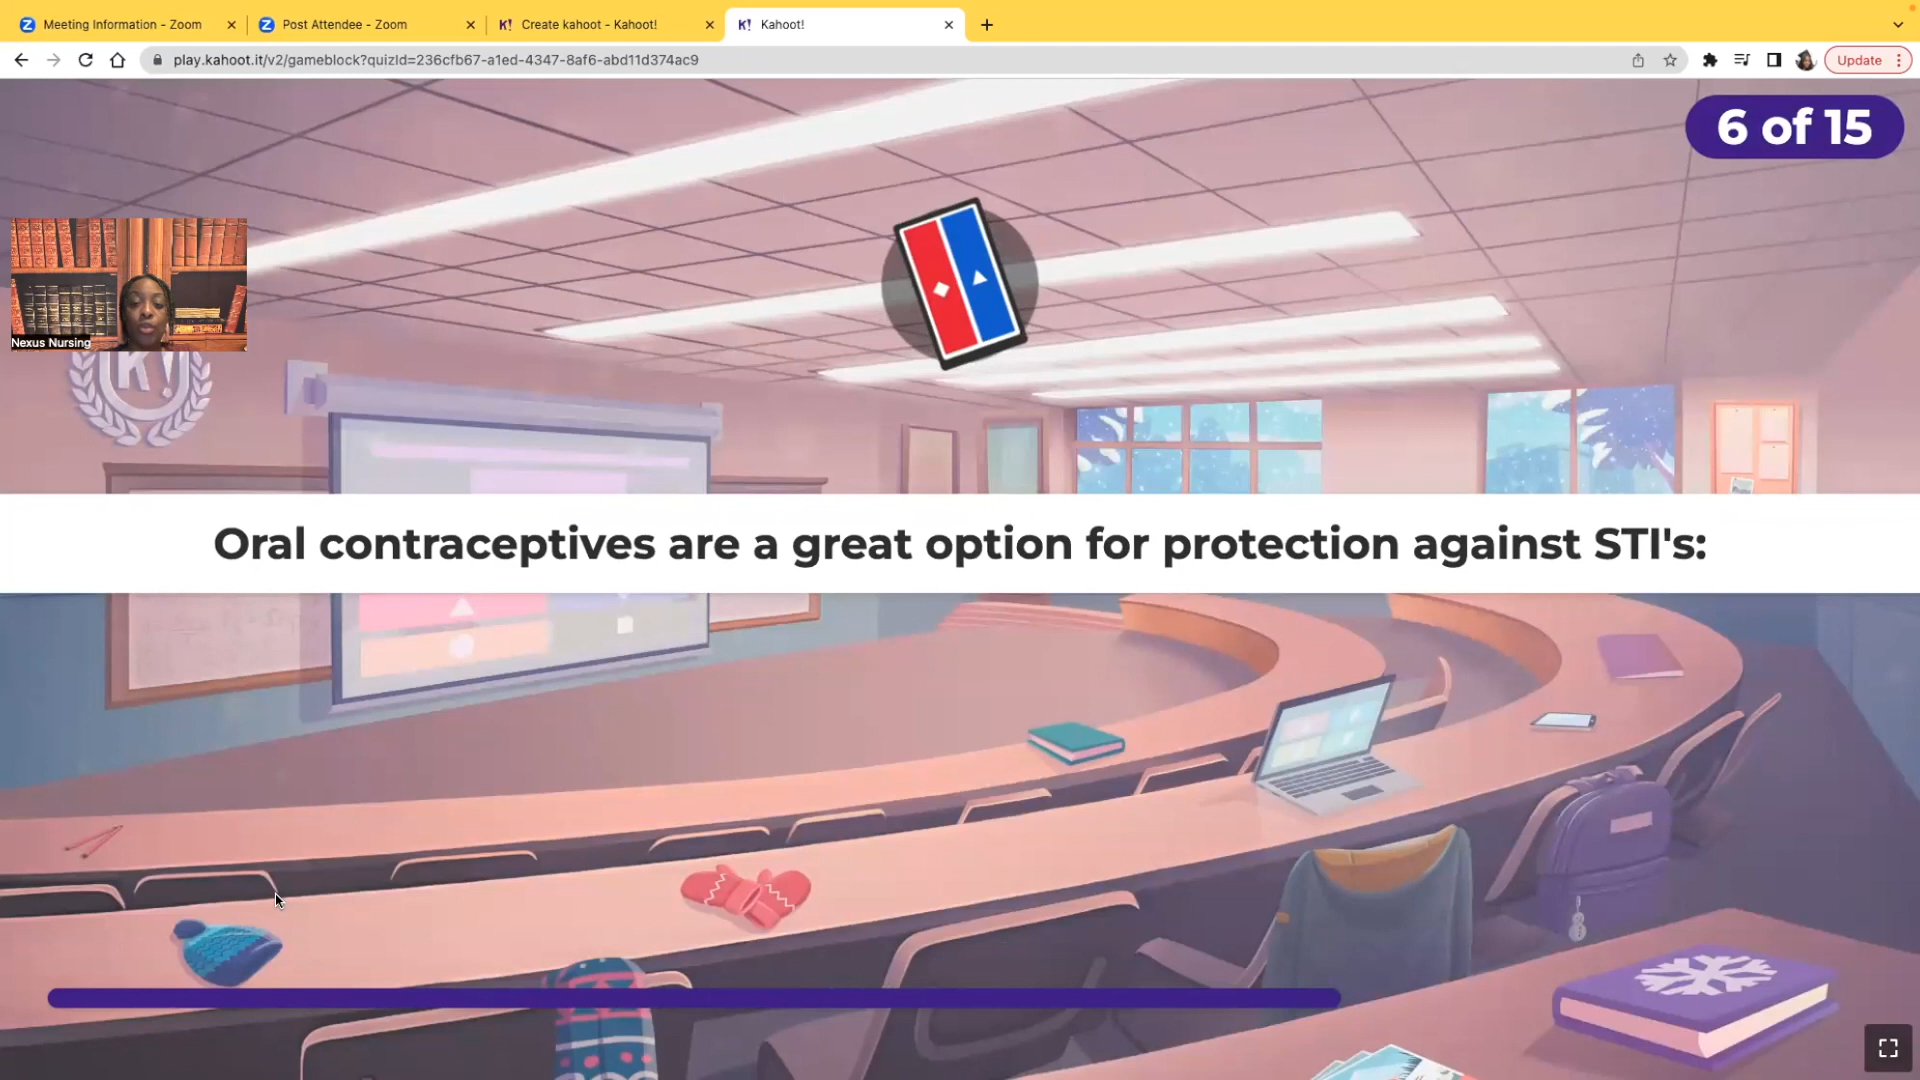 Meeting Information - Zoom
Post Attendee - Zoom
K! Create kahoot - Kahoot!
K! Kahoot!
play.kahoot.it/v2/gameblock?quizId=236cfb67-a1ed-4347-8af6-abd11d374ac9
Update
6 of 15
Nexus Nursing
K!
Oral contraceptives are a great option for protection against STI's: